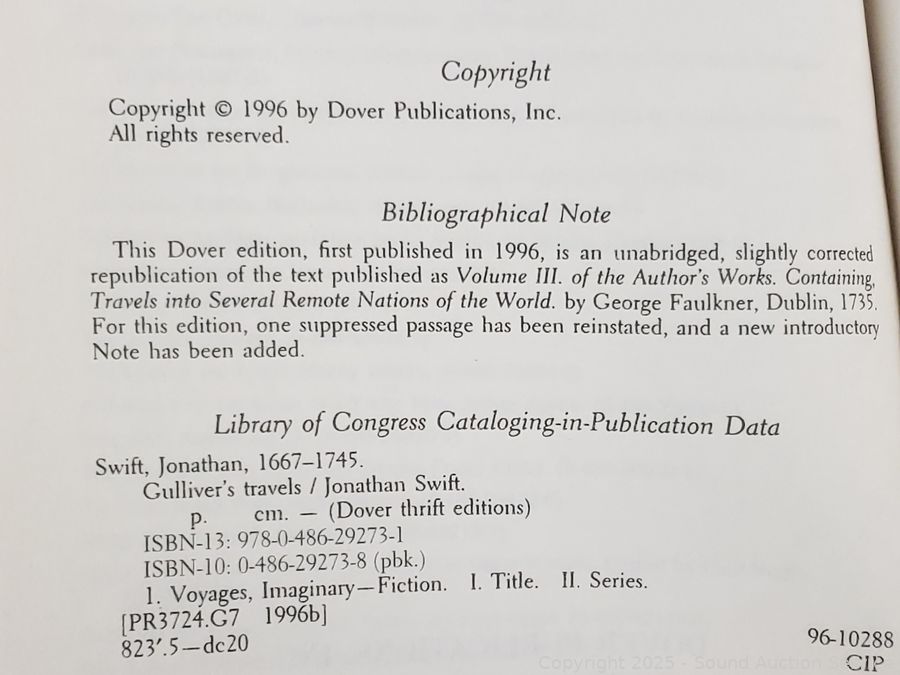 Copyright
Copyright © 1996 by Dover Publications, Inc.
All rights reserved.
Bibliographical Note
This Dover edition, first published in 1996, is an unabridged, slightly corrected
republication of the text published as Volume III. of the Author's Works. Containing,
Travels into Several Remote Nations of the World. by George Faulkner, Dublin, 1735.
For this edition, one suppressed passage has been reinstated, and a new introductory
Note has been added.
Library of Congress Cataloging-in-Publication Data
Swift, Jonathan, 1667–1745.
Gulliver's travels / Jonathan Swift.
p. cm. — (Dover thrift editions)
ISBN-13: 978-0-486-29273-1
ISBN-10: 0-486-29273-8 (pbk.)
1. Voyages, Imaginary—Fiction. I. Title. II. Series.
[PR3724.G7 1996b]
823′.5—dc20
96-10288
CIP
Copyright 2025 - Sound Auction